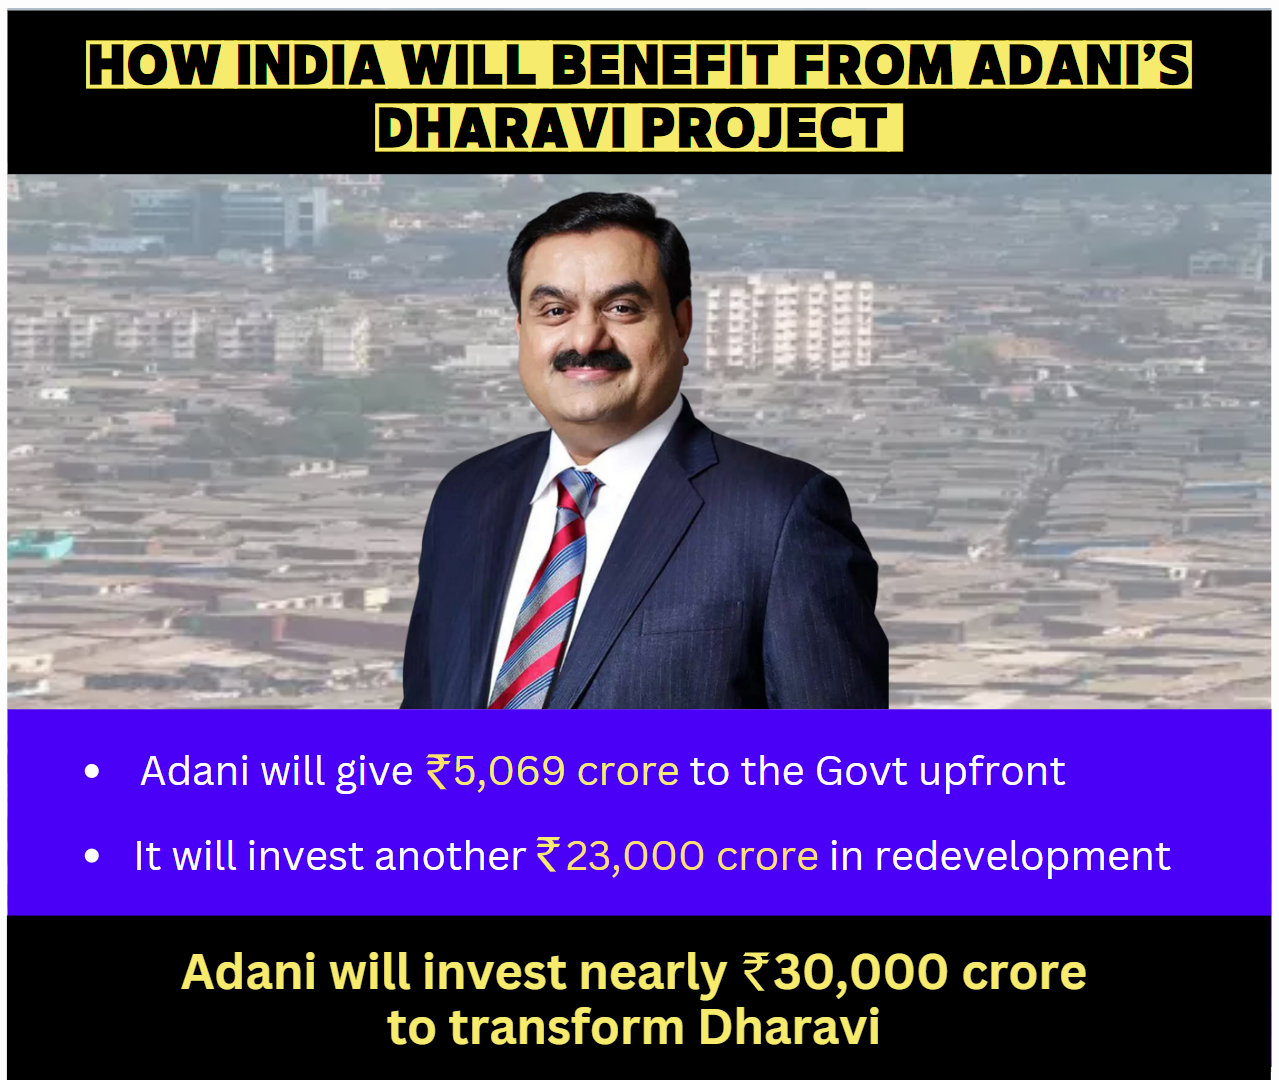 HOW INDIA WILL BENEFIT FROM ADANI’S
DHARAVI PROJECT
• Adani will give ₹5,069 crore to the Govt upfront
• It will invest another ₹23,000 crore in redevelopment
Adani will invest nearly ₹30,000 crore
to transform Dharavi